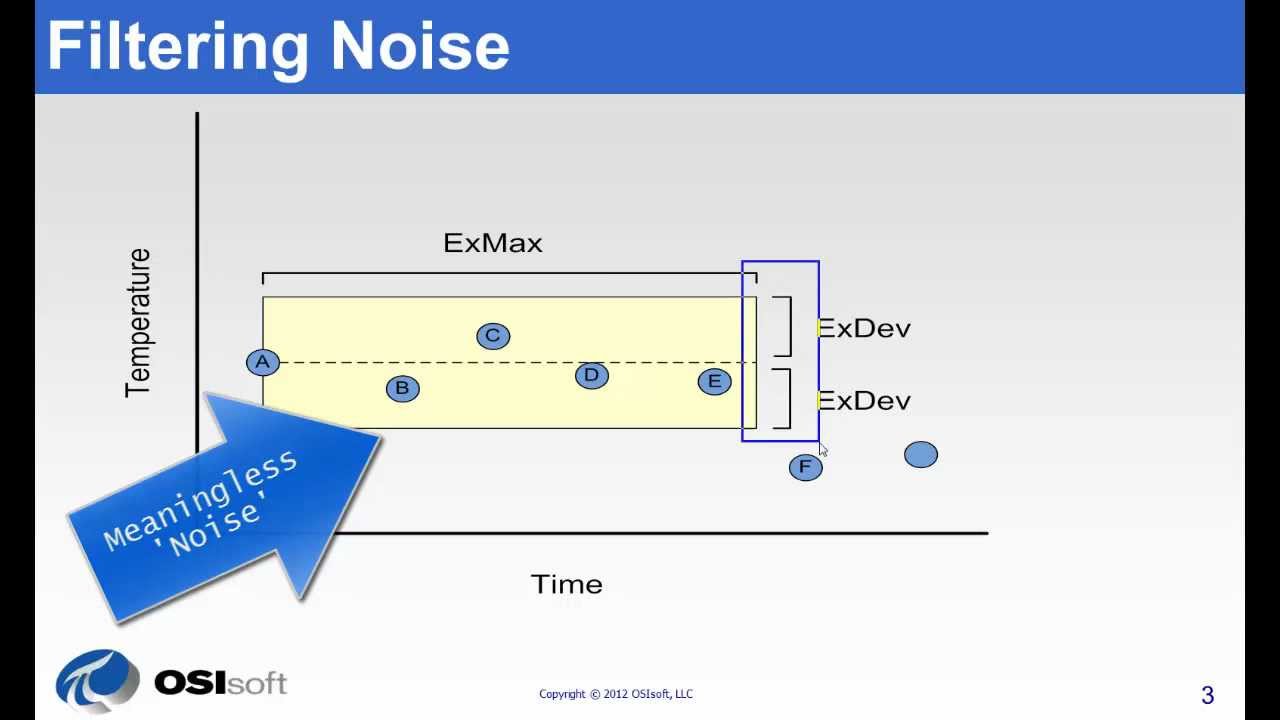 Filtering Noise
ExMax
Temperature
A
B
C
D
E
ExDev
ExDev
F
Meaningless
'Noise'
Time
OSIsoft
Copyright © 2012 OSIsoft, LLC
3